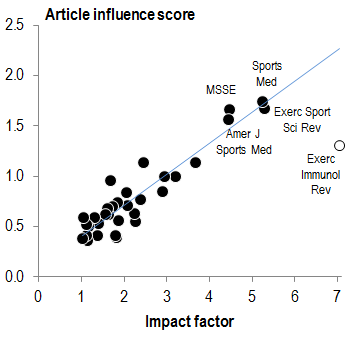 Article influence score
2.5
2.0
1.5
1.0
0.5
0.0
Sports
Med
MSSE
Exerc Sport
Sci Rev
Amer J
Sports Med
Exerc
Immunol
Rev
0 1 2 3 4 5 6 7
Impact factor